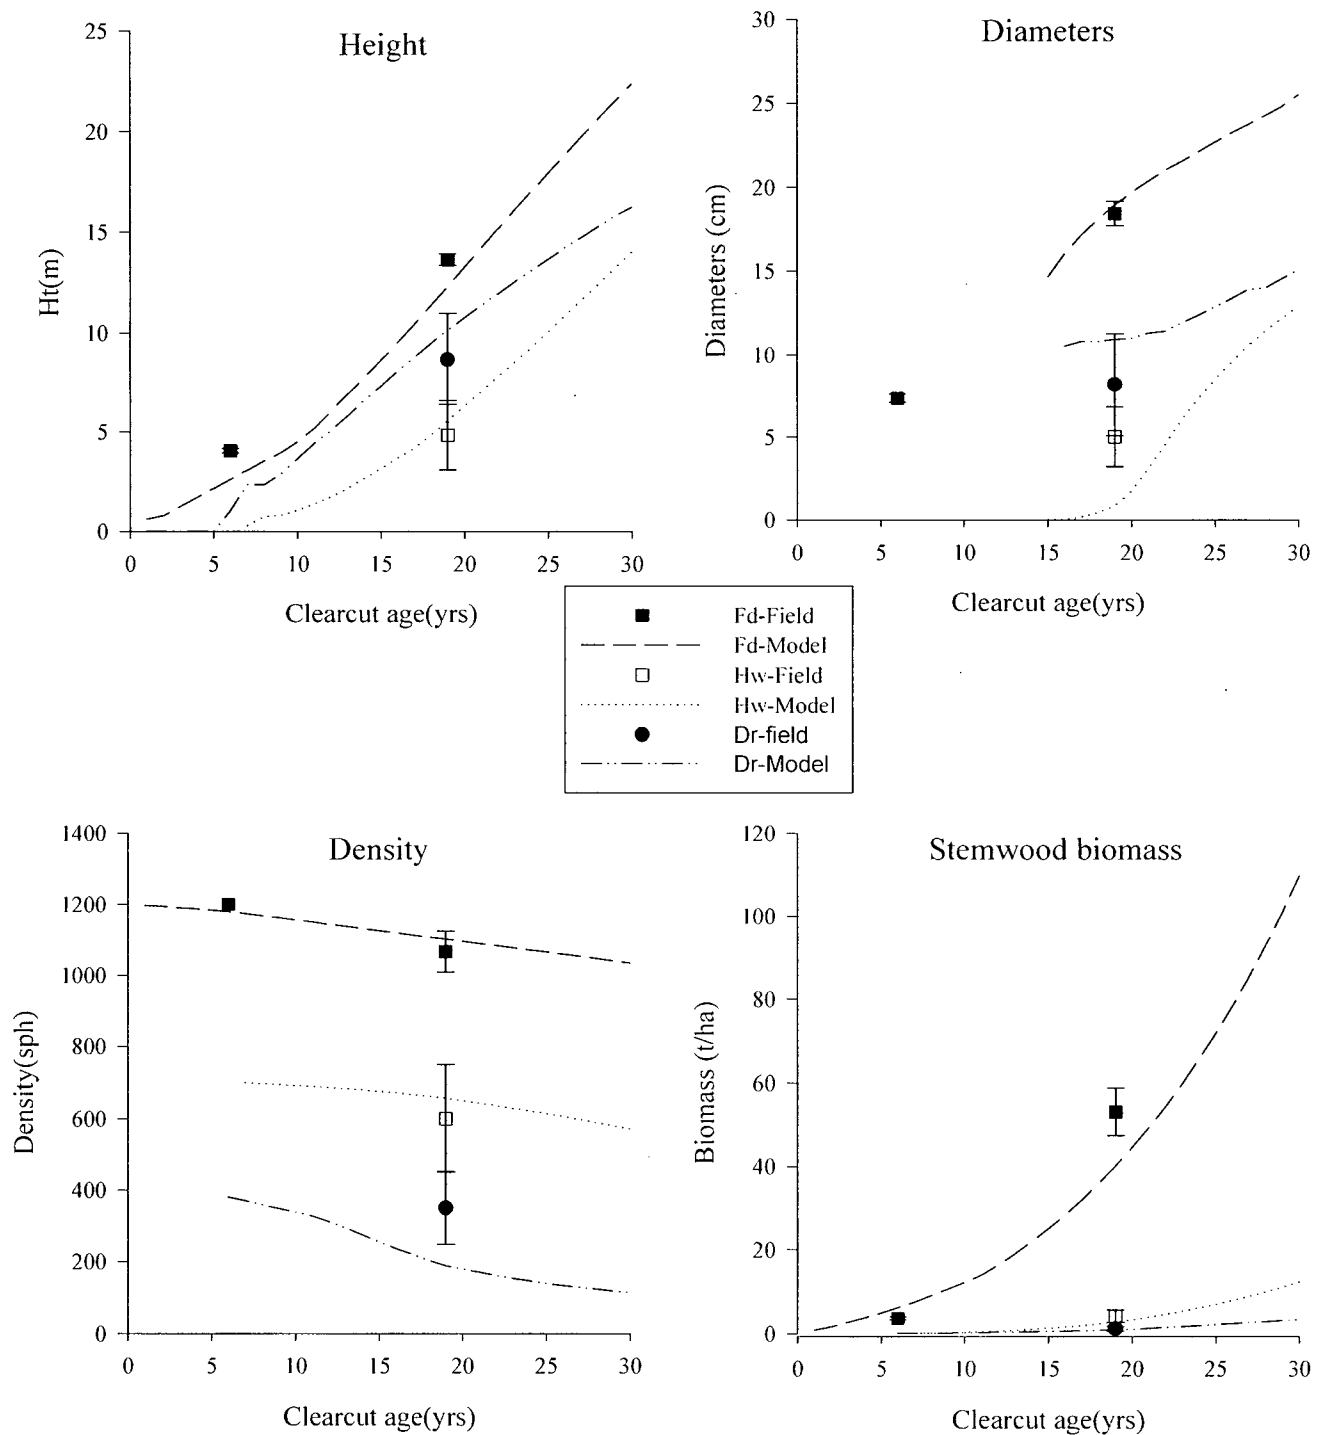 Height
Ht(m)
25
20
15
10
5
0
0 5 10 15 20 25 30
Clearcut age(yrs)
Diameters
Diameters (cm)
30
25
20
15
10
5
0
0 5 10 15 20 25 30
Clearcut age(yrs)
Fd-Field
Fd-Model
Hw-Field
Hw-Model
Dr-field
Dr-Model
Density
Density(sph)
1400
1200
1000
800
600
400
200
0
0 5 10 15 20 25 30
Clearcut age(yrs)
Stemwood biomass
Biomass (t/ha)
120
100
80
60
40
20
0
0 5 10 15 20 25 30
Clearcut age(yrs)